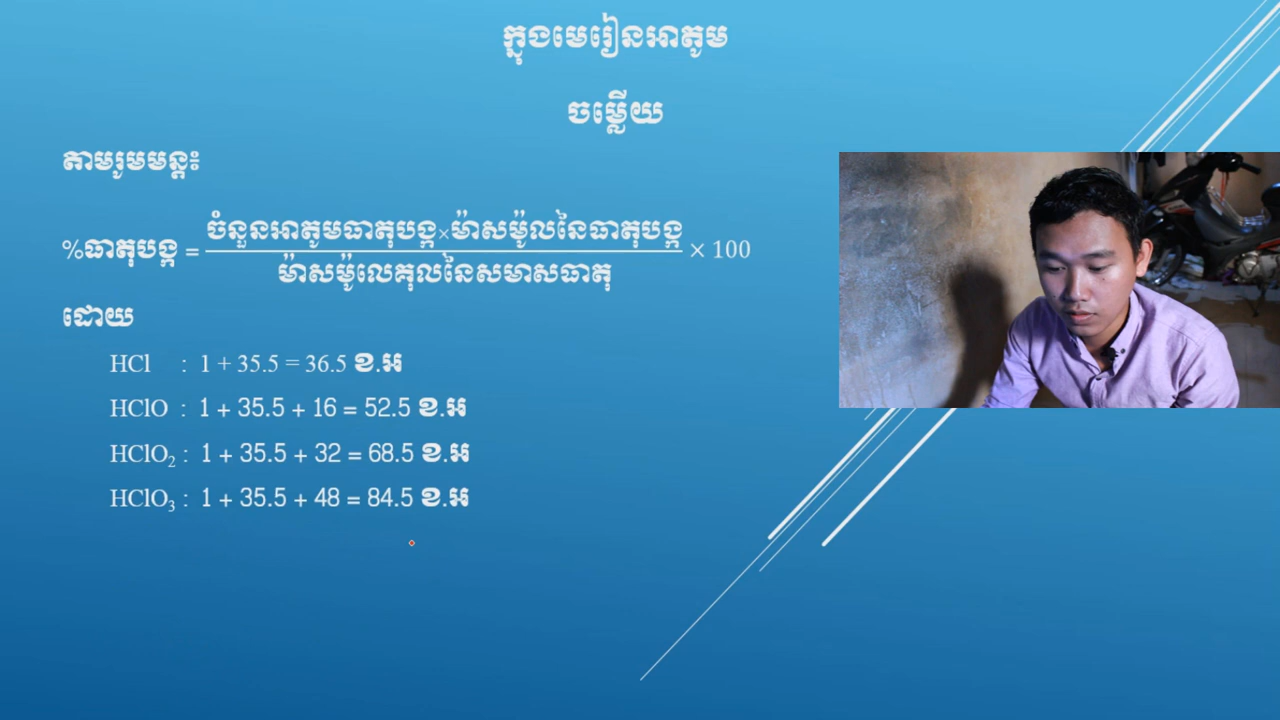 ក្នុងមេរៀនអាតូម
ចម្លើយ
តាមរូមមន្ត៖
%ធាតុបង្ក = ចំនួនអាតូមធាតុបង្ក×ម៉ាសម៉ូលនៃធាតុបង្ក / ម៉ាសម៉ូលេគុលនៃសមាសធាតុ × 100
ដោយ
HCl : 1 + 35.5 = 36.5 ខ.អ
HClO : 1 + 35.5 + 16 = 52.5 ខ.អ
HClO₂ : 1 + 35.5 + 32 = 68.5 ខ.អ
HClO₃ : 1 + 35.5 + 48 = 84.5 ខ.អ